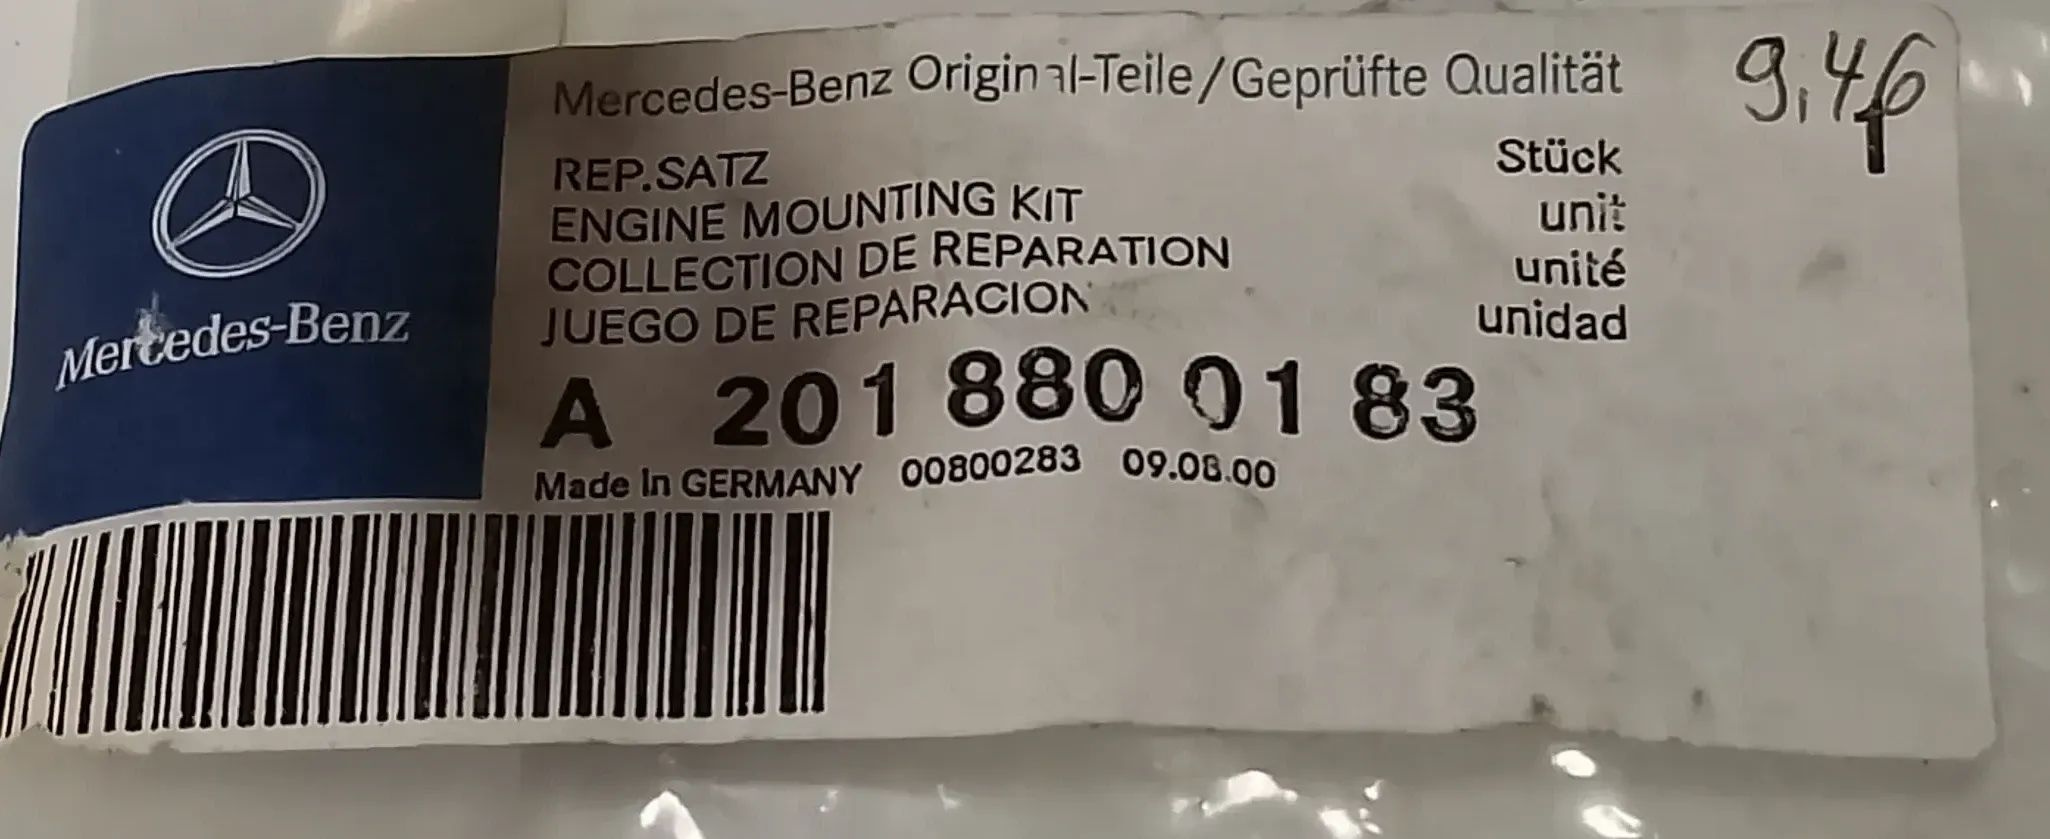 Mercedes-Benz Original-Teile/Geprüfte Qualität
9,46
REP.SATZ
ENGINE MOUNTING KIT
COLLECTION DE REPARATION
JUEGO DE REPARACION
Stück 1
unit
unité
unidad
Mercedes-Benz
A 201 880 01 83
Made In GERMANY 00800283 09.08.00